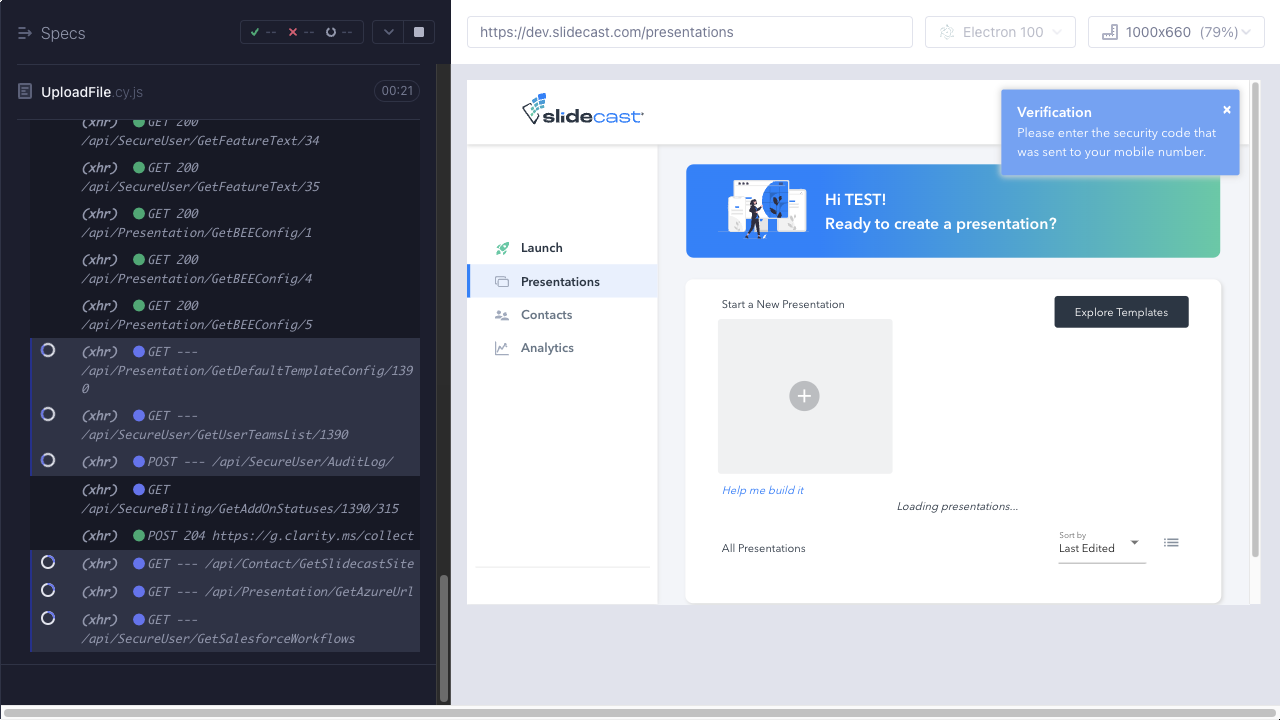 Specs
-- -- --
UploadFile.cy.js
00:21
(xhr) GET 200
/api/SecureUser/GetFeatureText/34
(xhr) GET 200
/api/SecureUser/GetFeatureText/35
(xhr) GET 200
/api/Presentation/GetBEEConfig/1
(xhr) GET 200
/api/Presentation/GetBEEConfig/4
(xhr) GET 200
/api/Presentation/GetBEEConfig/5
(xhr) GET ---
/api/Presentation/GetDefaultTemplateConfig/139
0
(xhr) GET ---
/api/SecureUser/GetUserTeamsList/1390
(xhr) POST --- /api/SecureUser/AuditLog/
(xhr) GET
/api/SecureBilling/GetAddOnStatuses/1390/315
(xhr) POST 204 https://g.clarity.ms/collect
(xhr) GET --- /api/Contact/GetSlidecastSite
(xhr) GET --- /api/Presentation/GetAzureUrl
(xhr) GET ---
/api/SecureUser/GetSalesforceWorkflows
https://dev.slidecast.com/presentations
Electron 100
1000x660 (79%)
slidecast
Verification
×
Please enter the security code that
was sent to your mobile number.
Launch
Presentations
Contacts
Analytics
Hi TEST!
Ready to create a presentation?
Start a New Presentation
Explore Templates
Help me build it
Loading presentations...
All Presentations
Sort by
Last Edited